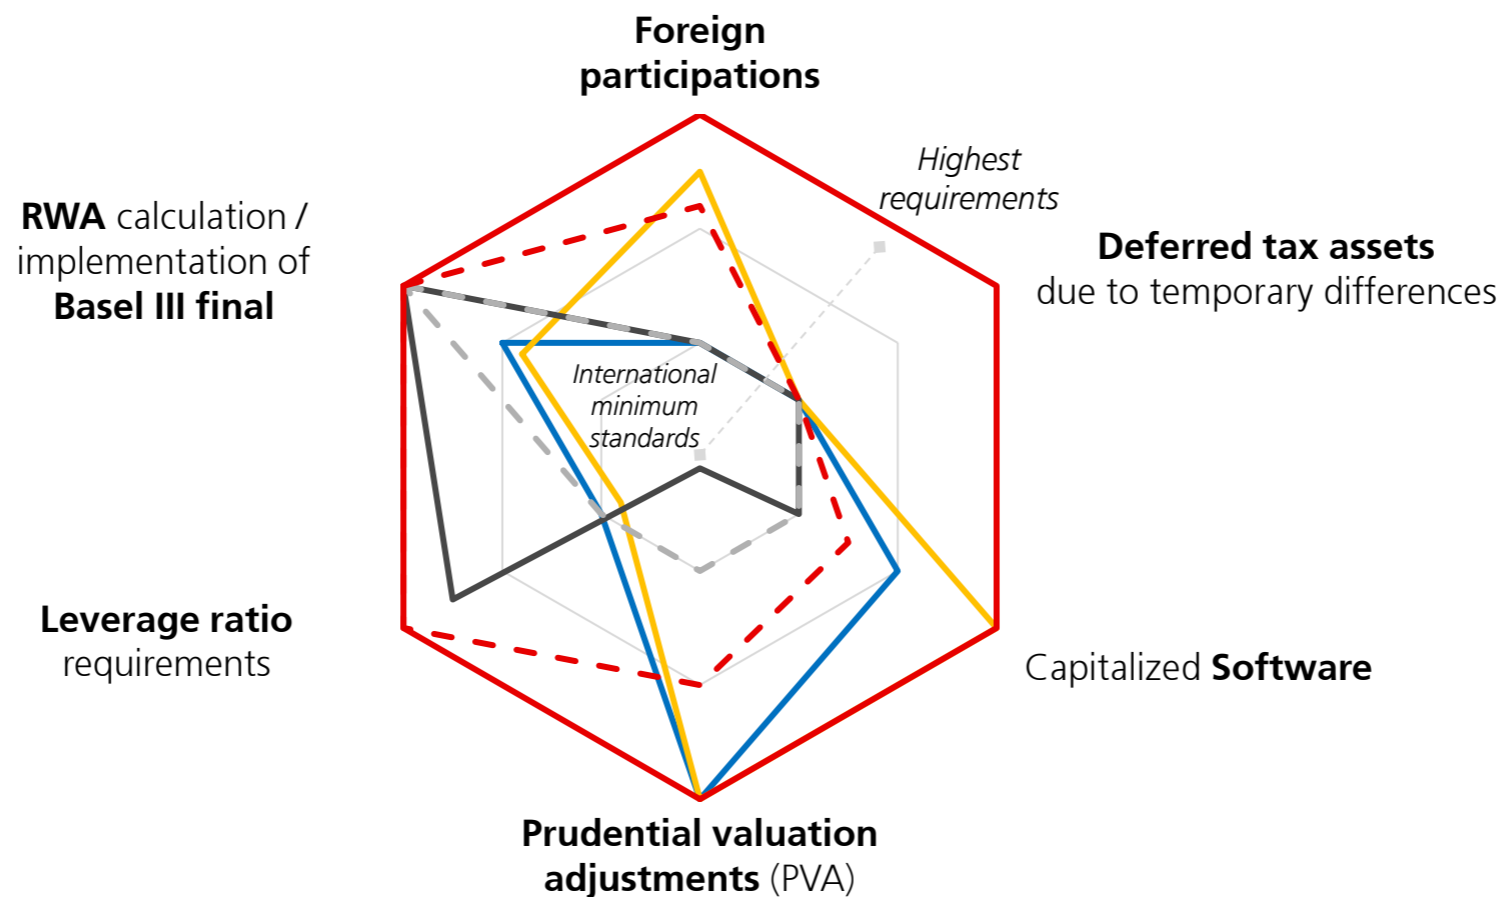 Foreign
participations
Highest
requirements
RWA calculation /
implementation of
Basel III final
Deferred tax assets
due to temporary differences
International
minimum
standards
Leverage ratio
requirements
Capitalized Software
Prudential valuation
adjustments (PVA)